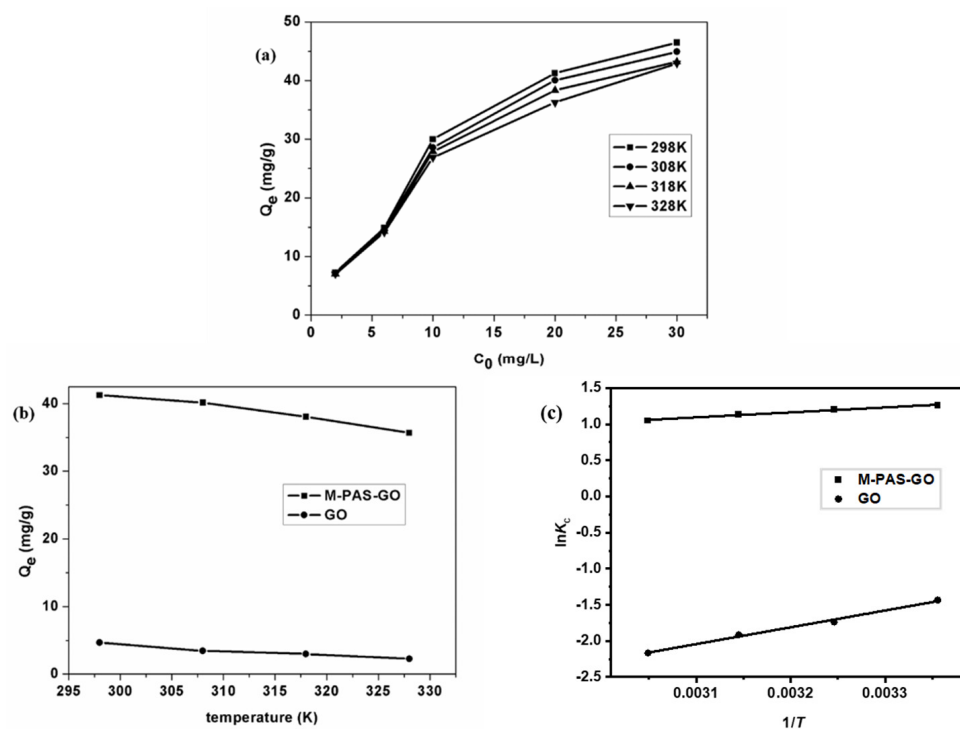 (a)
50
40
30
20
10
0
Qe (mg/g)
298K
308K
318K
328K
0 5 10 15 20 25 30
C0 (mg/L)
(b)
40
30
20
10
0
Qe (mg/g)
M-PAS-GO
GO
295 300 305 310 315 320 325 330
temperature (K)
(c)
1.5
1.0
0.5
0.0
-0.5
-1.0
-1.5
-2.0
-2.5
lnKc
M-PAS-GO
GO
0.0031 0.0032 0.0033
1/T